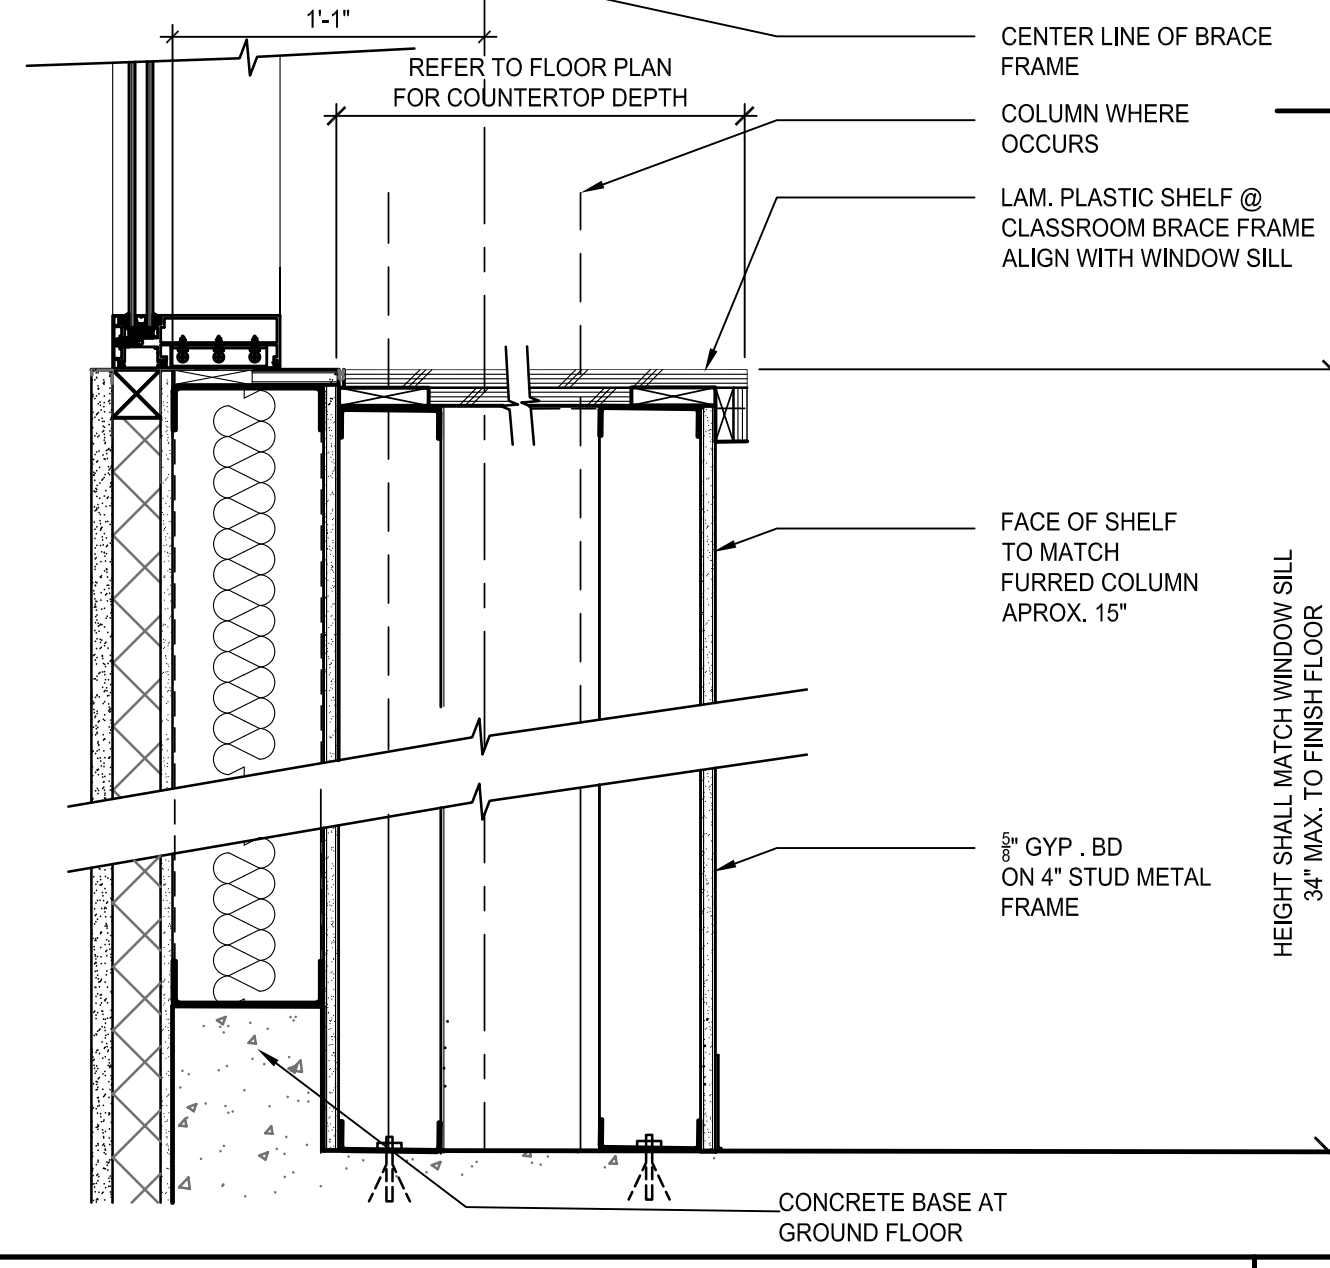 1'-1"
REFER TO FLOOR PLAN
FOR COUNTERTOP DEPTH
CENTER LINE OF BRACE
FRAME
COLUMN WHERE
OCCURS
LAM. PLASTIC SHELF @
CLASSROOM BRACE FRAME
ALIGN WITH WINDOW SILL
FACE OF SHELF
TO MATCH
FURRED COLUMN
APROX. 15"
HEIGHT SHALL MATCH WINDOW SILL
34" MAX. TO FINISH FLOOR
5/8" GYP . BD
ON 4" STUD METAL
FRAME
CONCRETE BASE AT
GROUND FLOOR